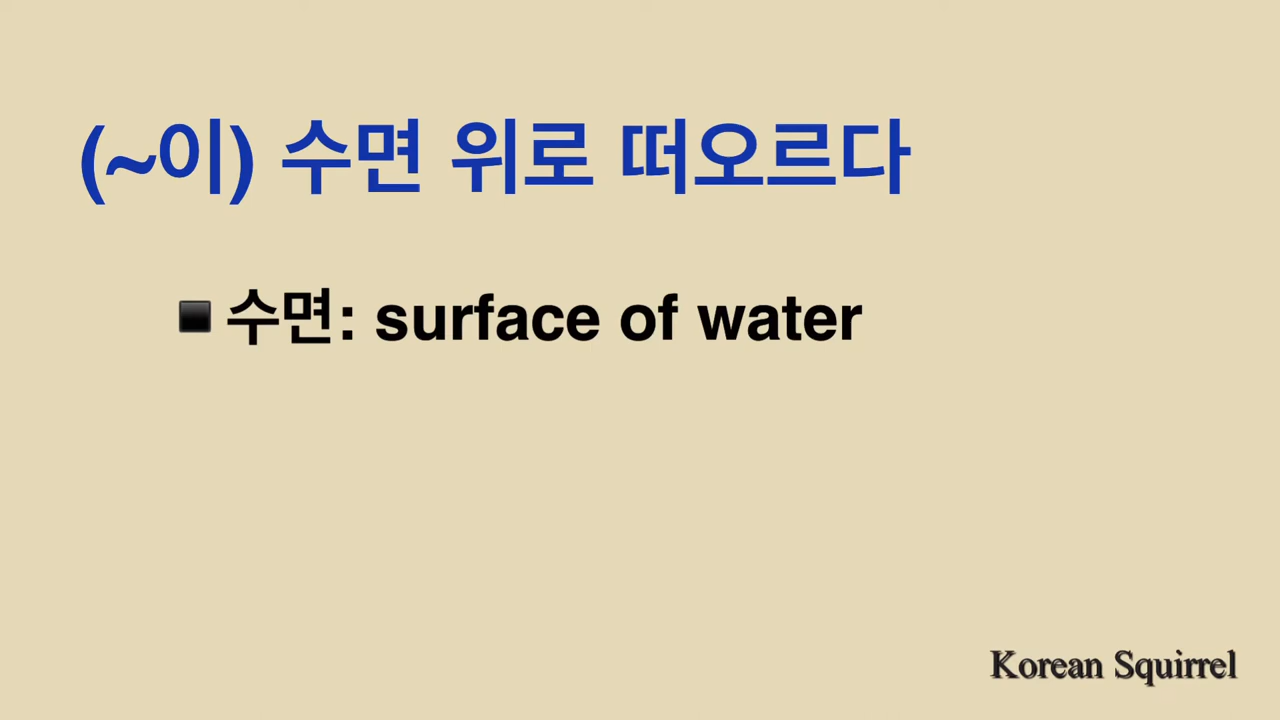 (~이) 수면 위로 떠오르다
▪ 수면: surface of water
Korean Squirrel